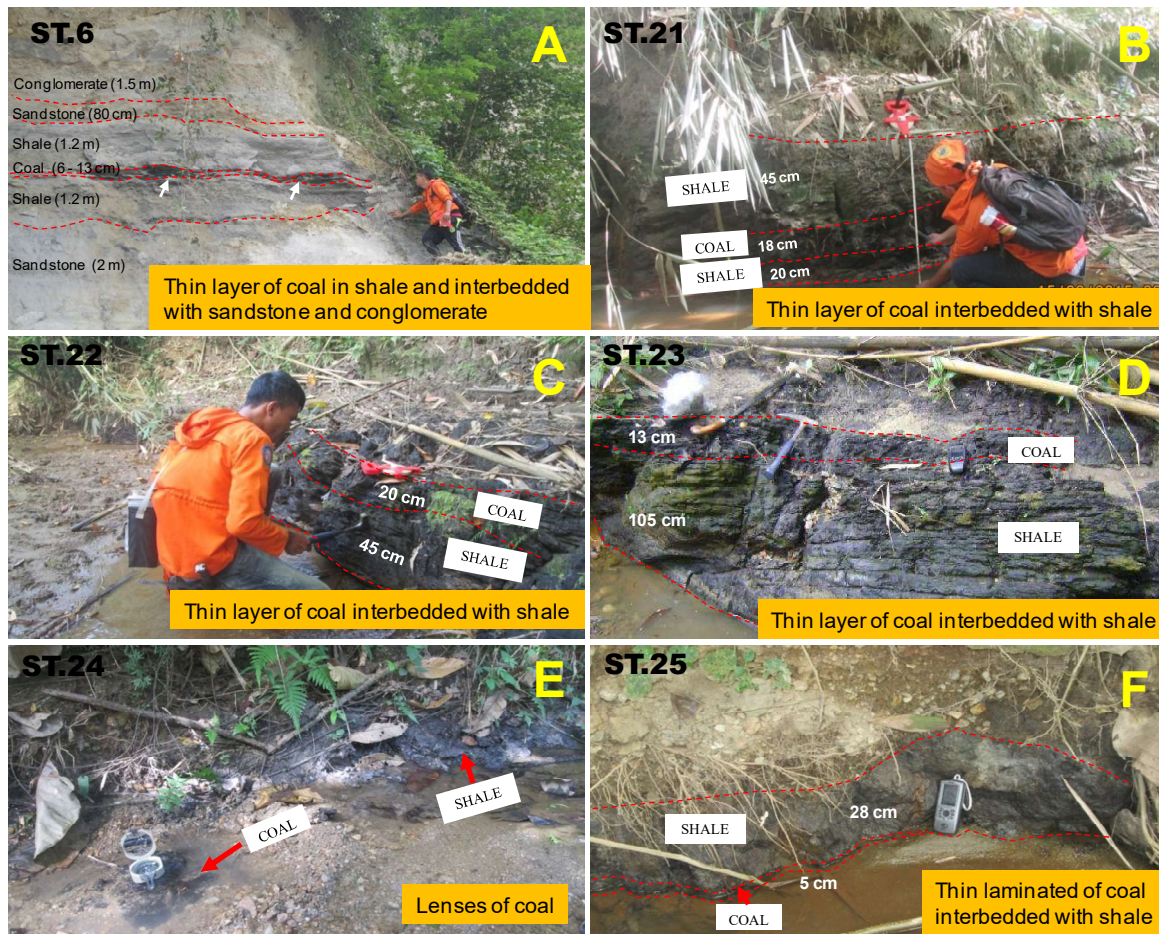 ST.6
A
Conglomerate (1.5 m)
Sandstone (80 cm)
Shale (1.2 m)
Coal (6 - 13 cm)
Shale (1.2 m)
Sandstone (2 m)
Thin layer of coal in shale and interbedded
with sandstone and conglomerate
ST.21
B
SHALE
45 cm
COAL
18 cm
SHALE
20 cm
Thin layer of coal interbedded with shale
ST.22
C
20 cm
COAL
45 cm
SHALE
Thin layer of coal interbedded with shale
ST.23
D
13 cm
COAL
105 cm
SHALE
Thin layer of coal interbedded with shale
ST.24
E
SHALE
COAL
Lenses of coal
ST.25
F
28 cm
SHALE
5 cm
COAL
Thin laminated of coal
interbedded with shale